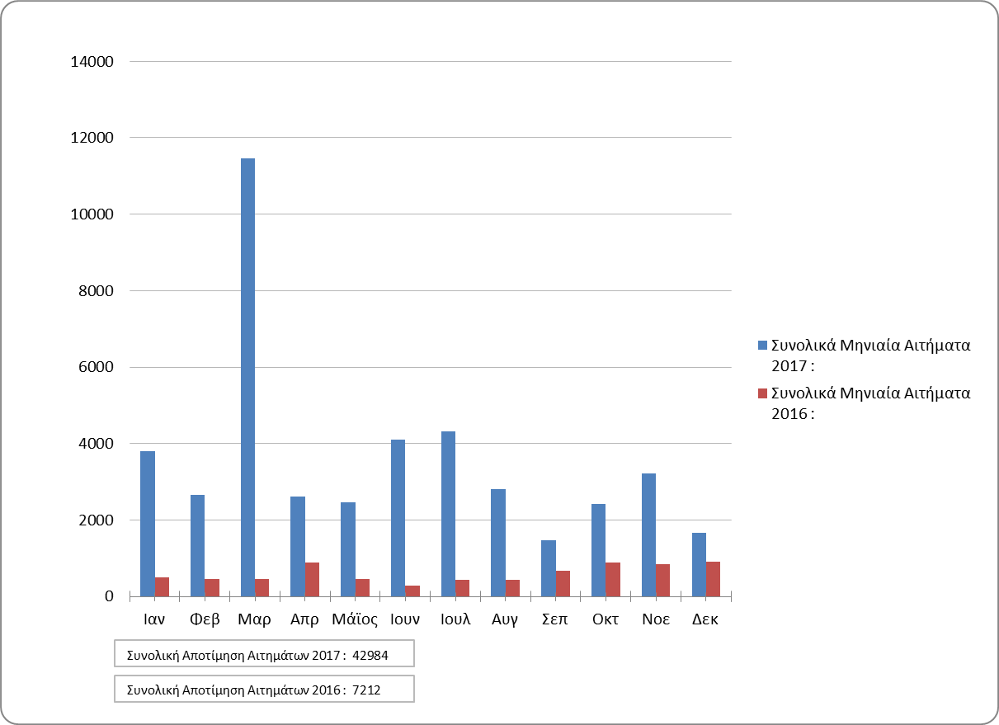 14000
12000
10000
8000
6000
4000
2000
0
Ιαν Φεβ Μαρ Απρ Μάϊος Ιουν Ιουλ Αυγ Σεπ Οκτ Νοε Δεκ
Συνολικά Μηνιαία Αιτήματα
2017 :
Συνολικά Μηνιαία Αιτήματα
2016 :
Συνολική Αποτίμηση Αιτημάτων 2017 : 42984
Συνολική Αποτίμηση Αιτημάτων 2016 : 7212